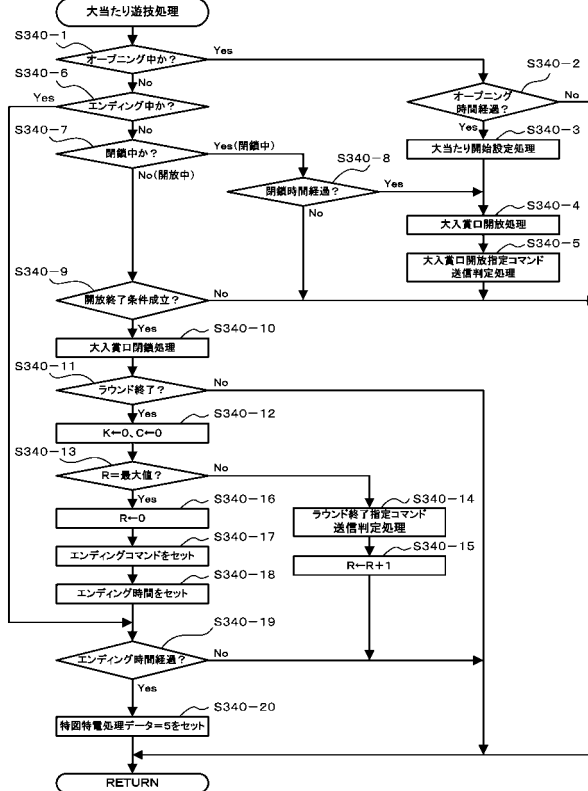 大当たり遊技処理
S340-1
オープニング中か?
Yes
No
S340-2
オープニング
時間経過?
No
Yes
S340-3
大当たり開始設定処理
S340-6
エンディング中か?
Yes
No
S340-7
閉鎖中か?
Yes(閉鎖中)
No(開放中)
S340-8
閉鎖時間経過?
Yes
No
S340-4
大入賞口開放処理
S340-5
大入賞口開放指定コマンド
送信判定処理
S340-9
開放終了条件成立?
No
Yes
S340-10
大入賞口閉鎖処理
S340-11
ラウンド終了?
No
Yes
S340-12
K←0、C←0
S340-13
R=最大値?
No
Yes
S340-14
ラウンド終了指定コマンド
送信判定処理
S340-15
R←R+1
S340-16
R←0
S340-17
エンディングコマンドをセット
S340-18
エンディング時間をセット
S340-19
エンディング時間経過?
No
Yes
S340-20
特図特電処理データ=5をセット
RETURN